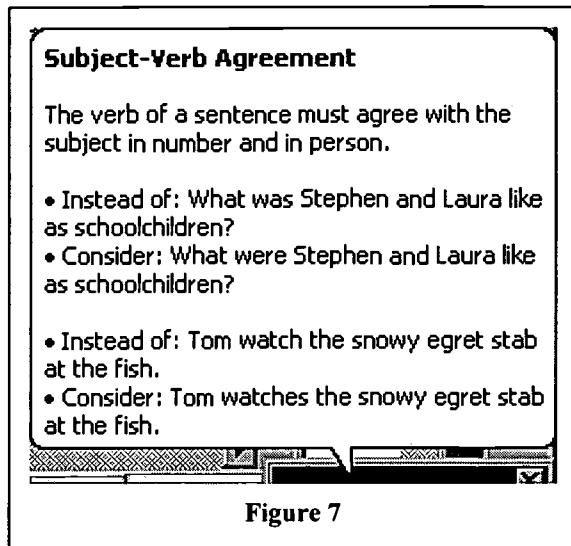 Subject-Verb Agreement
The verb of a sentence must agree with the
subject in number and in person.
• Instead of: What was Stephen and Laura like
as schoolchildren?
• Consider: What were Stephen and Laura like
as schoolchildren?
• Instead of: Tom watch the snowy egret stab
at the fish.
• Consider: Tom watches the snowy egret stab
at the fish.
Figure 7